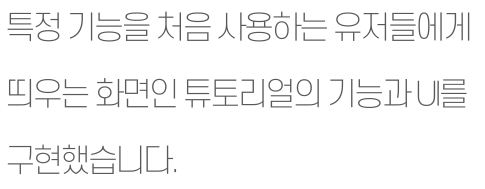 특정 기능을 처음 사용하는 유저들에게
띄우는 화면인 튜토리얼의 기능과 UI를
구현했습니다.